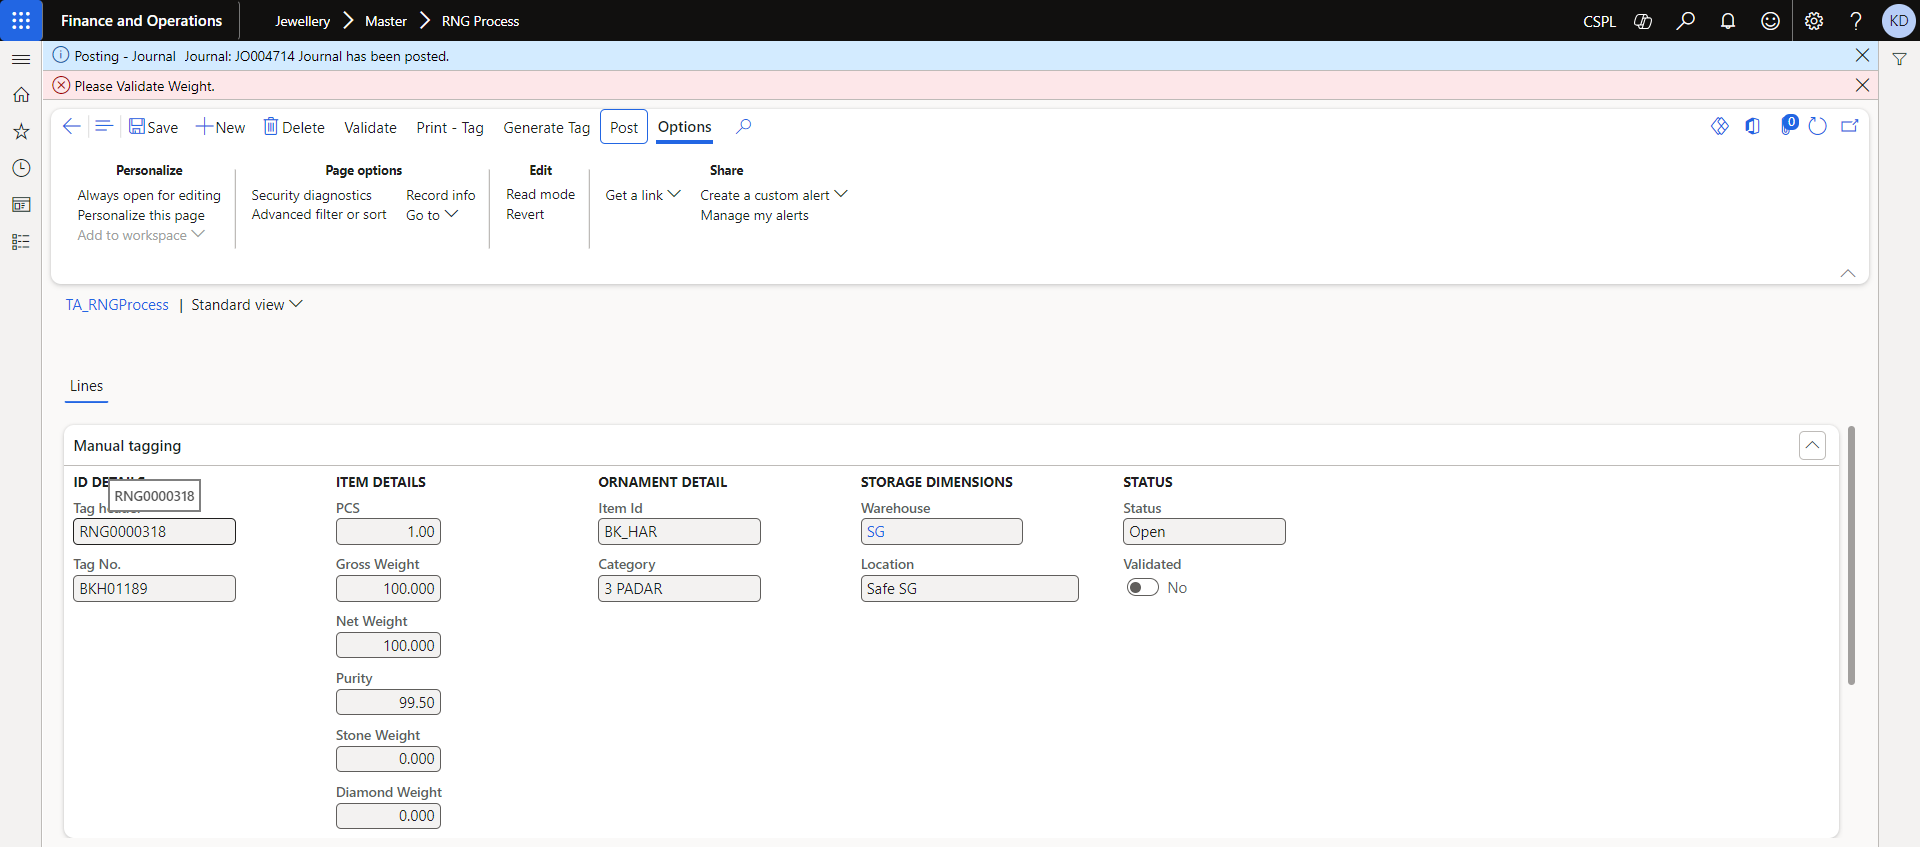 Finance and Operations
Jewellery > Master > RNG Process
CSPL
KD
Posting - Journal Journal: JO004714 Journal has been posted.
Please Validate Weight.
Save New Delete Validate Print - Tag Generate Tag Post Options
0
Personalize
Always open for editing
Personalize this page
Add to workspace
Page options
Security diagnostics
Advanced filter or sort
Record info
Go to
Edit
Read mode
Revert
Share
Get a link
Create a custom alert
Manage my alerts
TA_RNGProcess | Standard view
Lines
Manual tagging
RNG0000318
Tag
RNG0000318
Tag No.
BKH01189
ITEM DETAILS
PCS
1.00
Gross Weight
100.000
Net Weight
100.000
Purity
99.50
Stone Weight
0.000
Diamond Weight
0.000
ORNAMENT DETAIL
Item Id
BK_HAR
Category
3 PADAR
STORAGE DIMENSIONS
Warehouse
SG
Location
Safe SG
STATUS
Status
Open
Validated
No